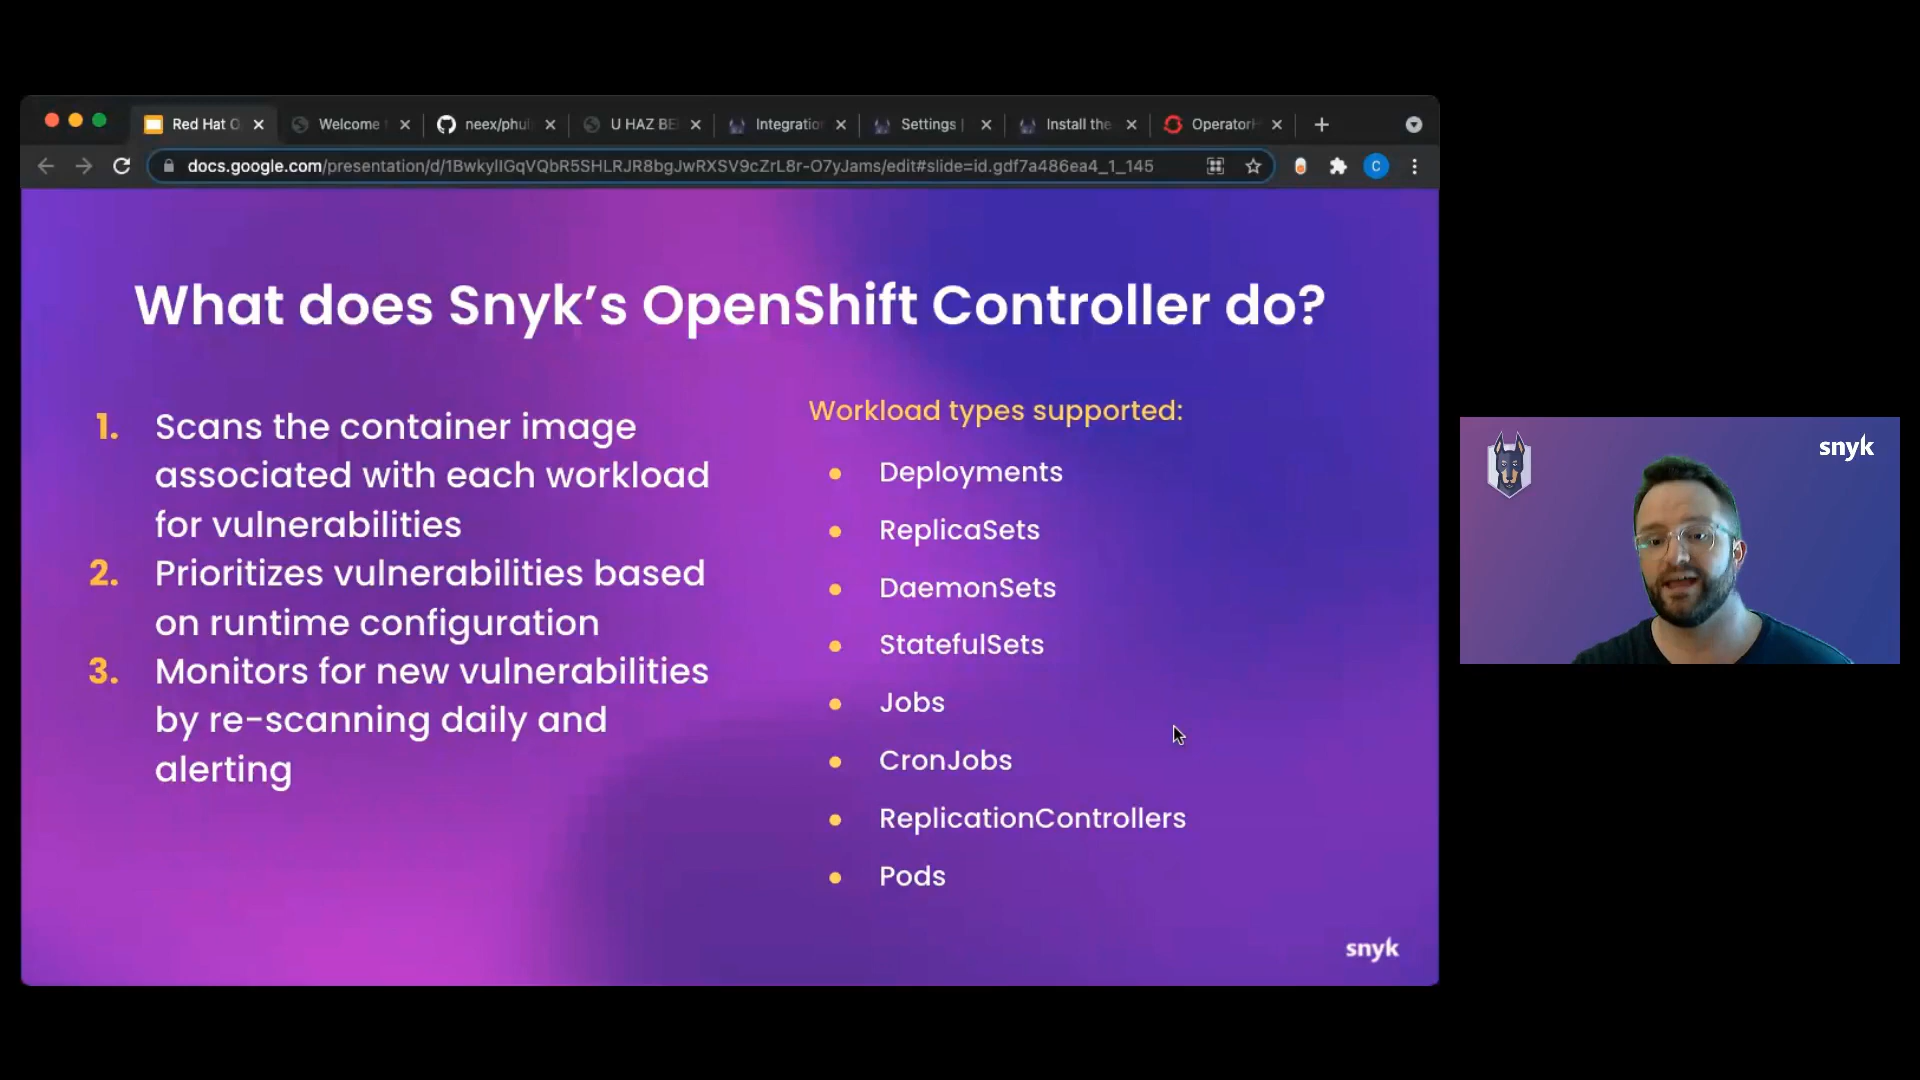 Red Hat O
Welcome
neex/phui
U HAZ BE
Integratio
Settings |
Install the
OperatorH
docs.google.com/presentation/d/1BwkylIGqVQbR5SHLRJR8bgJwRXSV9cZrL8r-O7yJams/edit#slide=id.gdf7a486ea4_1_145
C
What does Snyk’s OpenShift Controller do?
1. Scans the container image
associated with each workload
for vulnerabilities
2. Prioritizes vulnerabilities based
on runtime configuration
3. Monitors for new vulnerabilities
by re-scanning daily and
alerting
Workload types supported:
● Deployments
● ReplicaSets
● DaemonSets
● StatefulSets
● Jobs
● CronJobs
● ReplicationControllers
● Pods
snyk
snyk